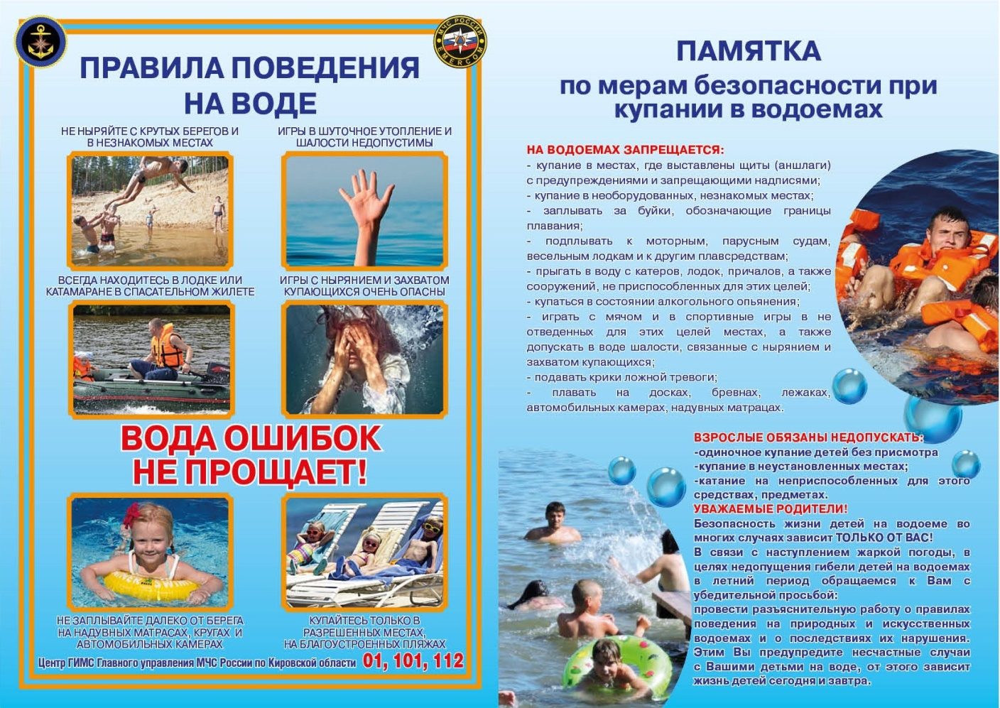 МЧС РОССИИ
EMERCOM
ПРАВИЛА ПОВЕДЕНИЯ
НА ВОДЕ
НЕ НЫРЯЙТЕ С КРУТЫХ БЕРЕГОВ И
В НЕЗНАКОМЫХ МЕСТАХ
ИГРЫ В ШУТОЧНОЕ УТОПЛЕНИЕ И
ШАЛОСТИ НЕДОПУСТИМЫ
ВСЕГДА НАХОДИТЕСЬ В ЛОДКЕ ИЛИ
КАТАМАРАНЕ В СПАСАТЕЛЬНОМ ЖИЛЕТЕ
ИГРЫ С НЫРЯНИЕМ И ЗАХВАТОМ
КУПАЮЩИХСЯ ОЧЕНЬ ОПАСНЫ
ВОДА ОШИБОК
НЕ ПРОЩАЕТ!
НЕ ЗАПЛЫВАЙТЕ ДАЛЕКО ОТ БЕРЕГА
НА НАДУВНЫХ МАТРАСАХ, КРУГАХ И
АВТОМОБИЛЬНЫХ КАМЕРАХ
КУПАЙТЕСЬ ТОЛЬКО В
РАЗРЕШЕННЫХ МЕСТАХ,
НА БЛАГОУСТРОЕННЫХ ПЛЯЖАХ
Центр ГИМС Главного управления МЧС России по Кировской области 01, 101, 112
ПАМЯТКА
по мерам безопасности при
купании в водоемах
НА ВОДОЕМАХ ЗАПРЕЩАЕТСЯ:
- купание в местах, где выставлены щиты (аншлаги)
с предупреждениями и запрещающими надписями;
- купание в необорудованных, незнакомых местах;
- заплывать за буйки, обозначающие границы
плавания;
- подплывать к моторным, парусным судам,
весельным лодкам и к другим плавсредствам;
- прыгать в воду с катеров, лодок, причалов, а также
сооружений, не приспособленных для этих целей;
- купаться в состоянии алкогольного опьянения;
- играть с мячом и в спортивные игры в не
отведенных для этих целей местах, а также
допускать в воде шалости, связанные с нырянием и
захватом купающихся;
- подавать крики ложной тревоги;
- плавать на досках, бревнах, лежаках,
автомобильных камерах, надувных матрацах.
ВЗРОСЛЫЕ ОБЯЗАНЫ НЕДОПУСКАТЬ:
-одиночное купание детей без присмотра
-купание в неустановленных местах;
-катание на неприспособленных для этого
средствах, предметах.
УВАЖАЕМЫЕ РОДИТЕЛИ!
Безопасность жизни детей на водоеме во
многих случаях зависит ТОЛЬКО ОТ ВАС!
В связи с наступлением жаркой погоды, в
целях недопущения гибели детей на водоемах
в летний период обращаемся к Вам с
убедительной просьбой:
провести разъяснительную работу о правилах
поведения на природных и искусственных
водоемах и о последствиях их нарушения.
Этим Вы предупредите несчастные случаи
с Вашими детьми на воде, от этого зависит
жизнь детей сегодня и завтра.